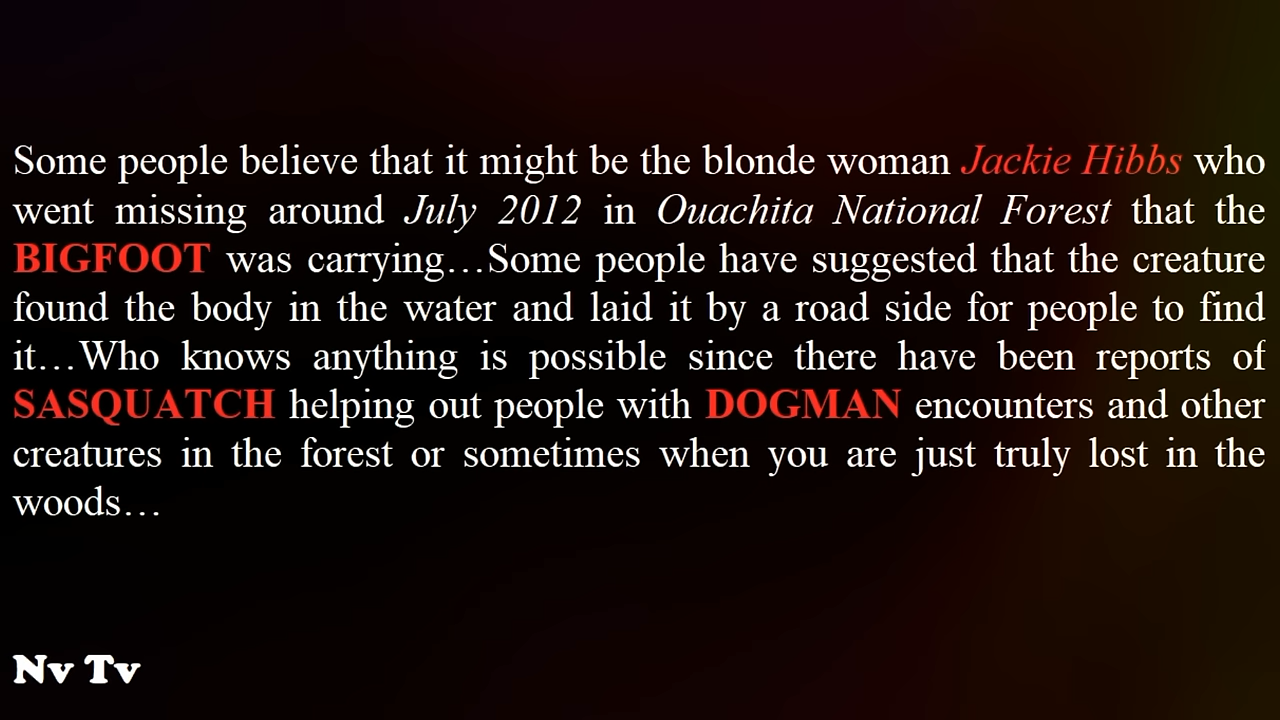 Some people believe that it might be the blonde woman Jackie Hibbs who
went missing around July 2012 in Ouachita National Forest that the
BIGFOOT was carrying…Some people have suggested that the creature
found the body in the water and laid it by a road side for people to find
it…Who knows anything is possible since there have been reports of
SASQUATCH helping out people with DOGMAN encounters and other
creatures in the forest or sometimes when you are just truly lost in the
woods…
Nv Tv